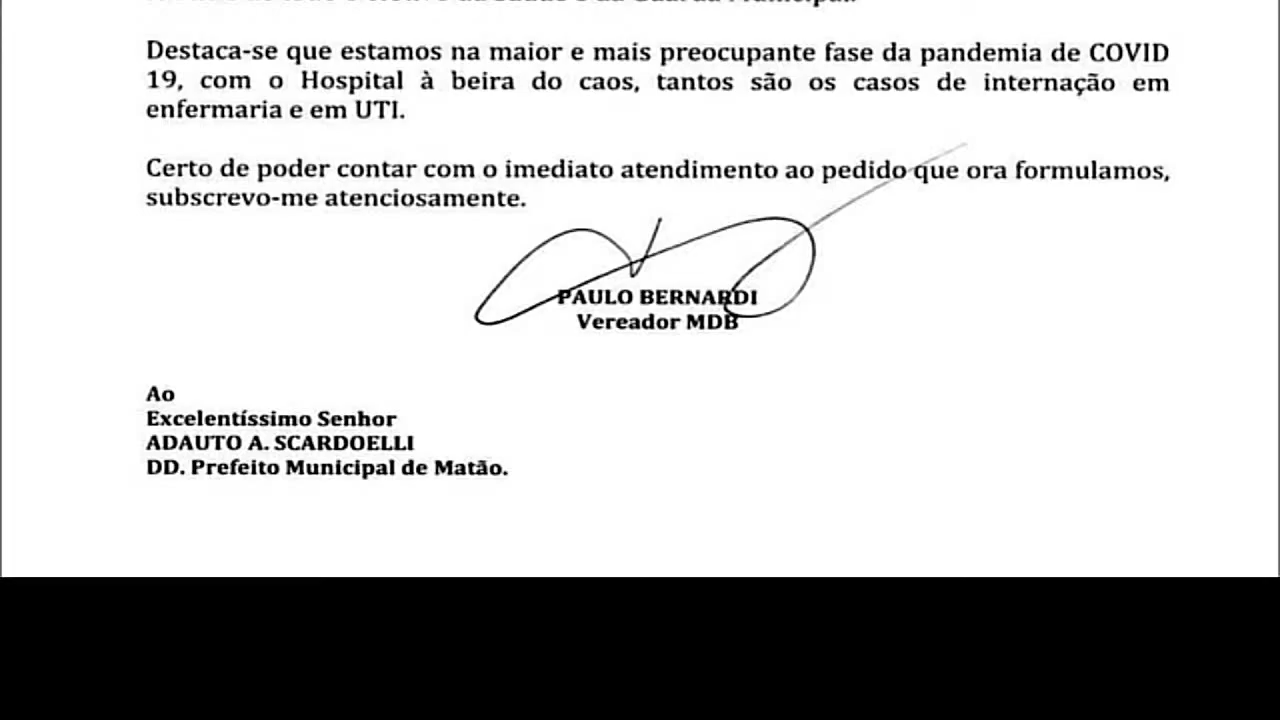 Destaca-se que estamos na maior e mais preocupante fase da pandemia de COVID
19, com o Hospital à beira do caos, tantos são os casos de internação em
enfermaria e em UTI.
Certo de poder contar com o imediato atendimento ao pedido que ora formulamos,
subscrevo-me atenciosamente.
PAULO BERNARDI
Vereador MDB
Ao
Excelentíssimo Senhor
ADAUTO A. SCARDOELLI
DD. Prefeito Municipal de Matão.